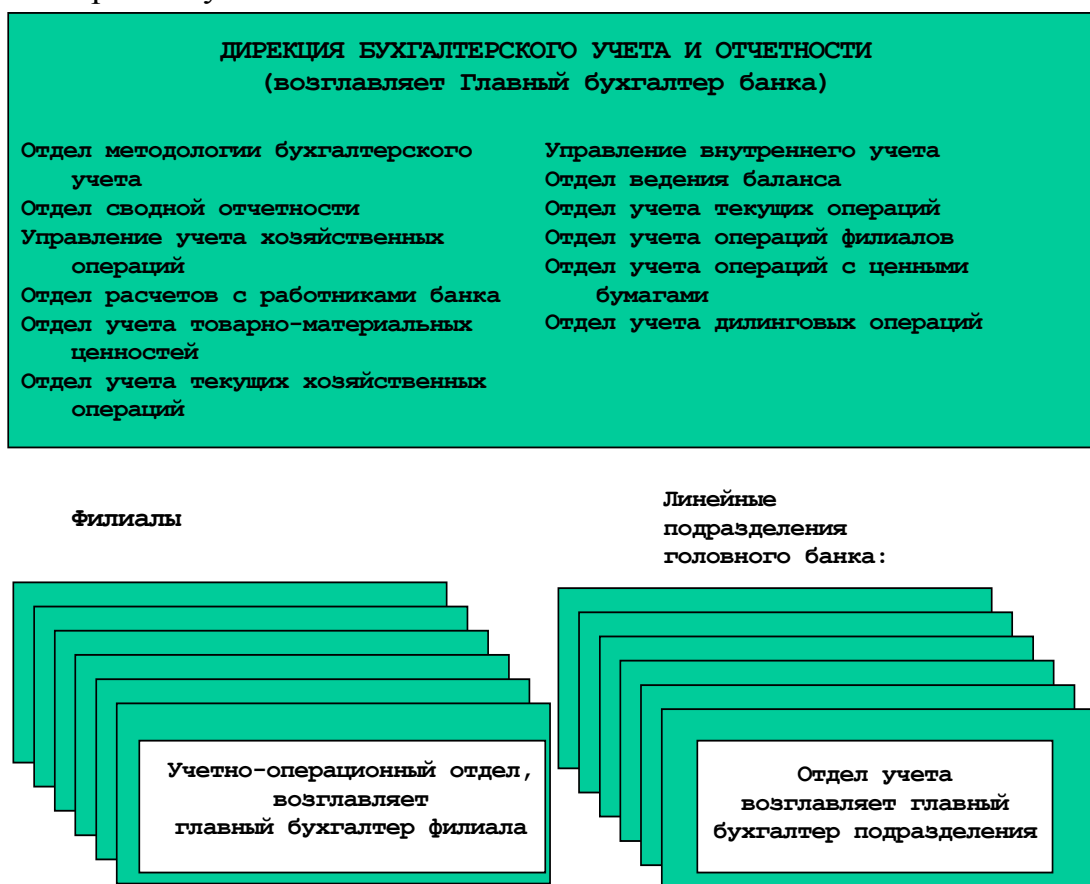 ДИРЕКЦИЯ БУХГАЛТЕРСКОГО УЧЕТА И ОТЧЕТНОСТИ
(возглавляет Главный бухгалтер банка)
Отдел методологии бухгалтерского
учета
Отдел сводной отчетности
Управление учета хозяйственных
операций
Отдел расчетов с работниками банка
Отдел учета товарно-материальных
ценностей
Отдел учета текущих хозяйственных
операций
Управление внутреннего учета
Отдел ведения баланса
Отдел учета текущих операций
Отдел учета операций филиалов
Отдел учета операций с ценными
бумагами
Отдел учета дилинговых операций
Филиалы
Линейные
подразделения
головного банка:
Учетно-операционный отдел,
возглавляет
главный бухгалтер филиала
Отдел учета
возглавляет главный
бухгалтер подразделения